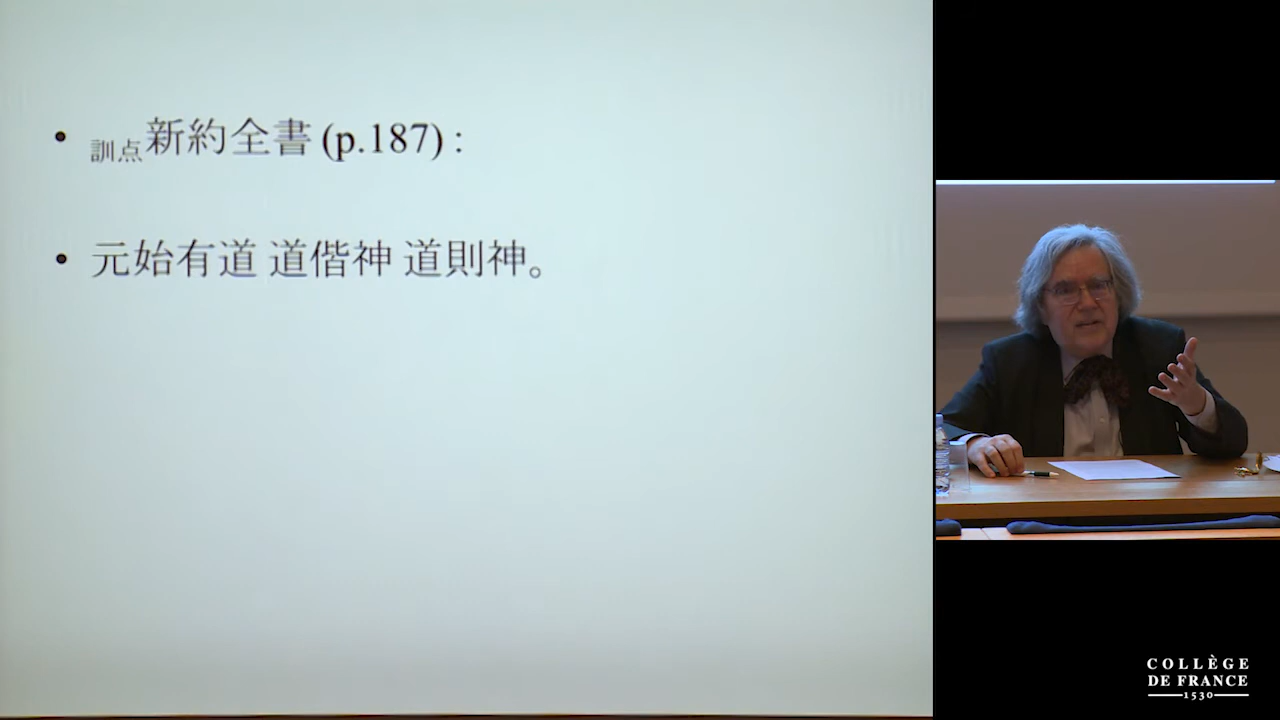 • 訓点新約全書 (p.187) :
• 元始有道 道偕神 道則神。
COLLÈGE
DE FRANCE
1530